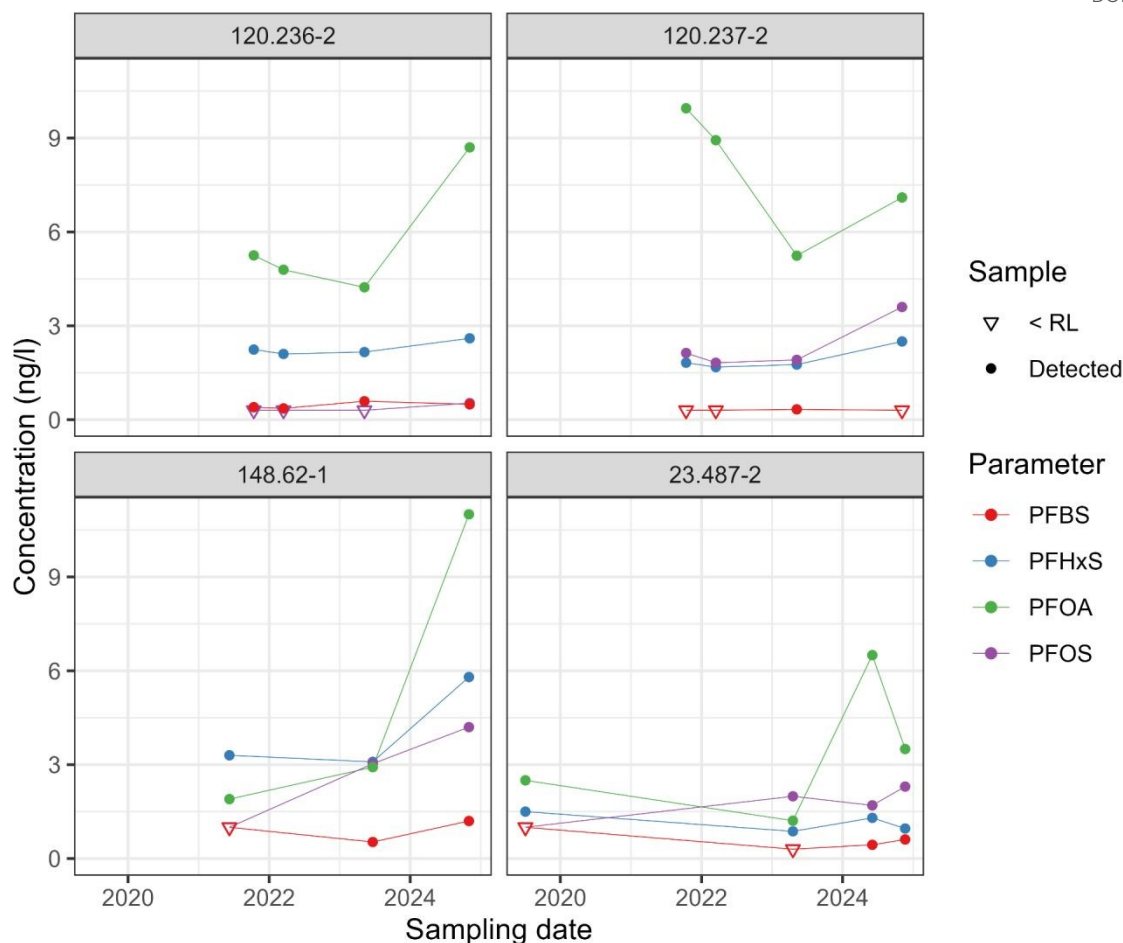 120.236-2
120.237-2
9
6
3
0
148.62-1
23.487-2
9
6
3
0
2020
2022
2024
2020
2022
2024
Concentration (ng/l)
Sampling date
Sample
< RL
Detected
Parameter
PFBS
PFHxS
PFOA
PFOS